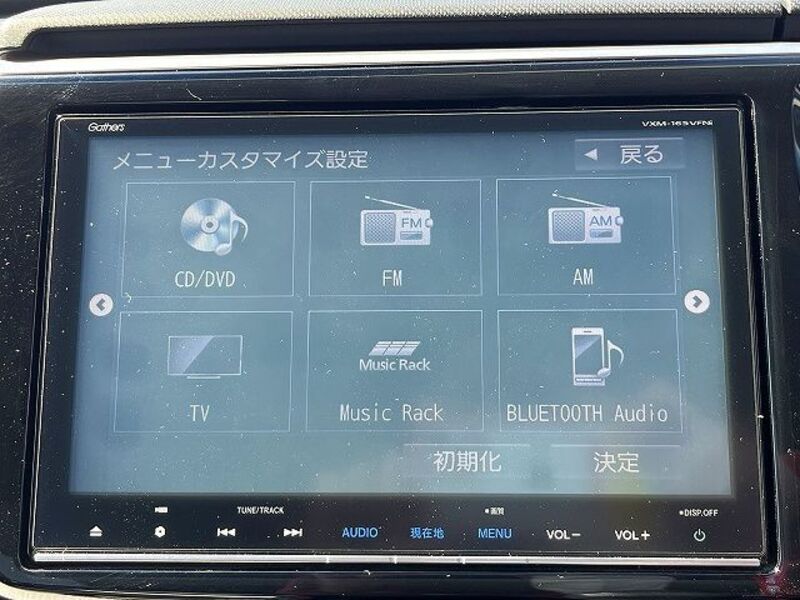 Gathers
VXM-165VFNi
メニューカスタマイズ設定
戻る
CD/DVD
FM
FM
AM
AM
TV
Music Rack
Music Rack
BLUETOOTH Audio
初期化
決定
TUNE/TRACK
画質
DISP.OFF
AUDIO
現在地
MENU
VOL−
VOL+